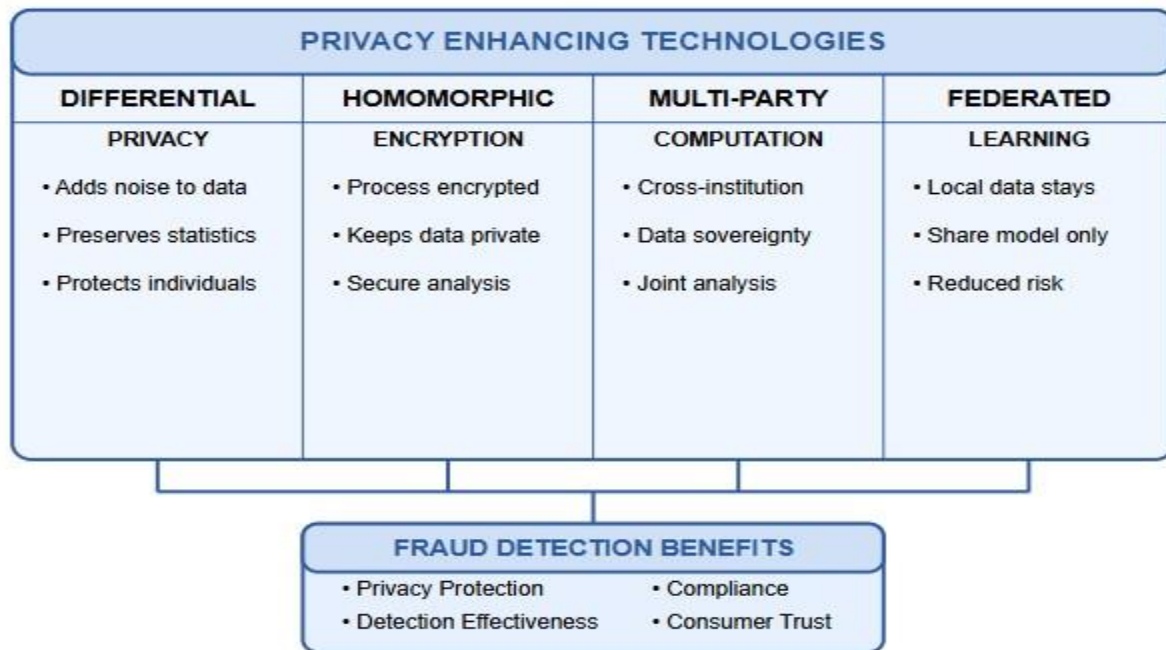 PRIVACY ENHANCING TECHNOLOGIES
DIFFERENTIAL
PRIVACY
• Adds noise to data
• Preserves statistics
• Protects individuals
HOMOMORPHIC
ENCRYPTION
• Process encrypted
• Keeps data private
• Secure analysis
MULTI-PARTY
COMPUTATION
• Cross-institution
• Data sovereignty
• Joint analysis
FEDERATED
LEARNING
• Local data stays
• Share model only
• Reduced risk
FRAUD DETECTION BENEFITS
• Privacy Protection
• Detection Effectiveness
• Compliance
• Consumer Trust